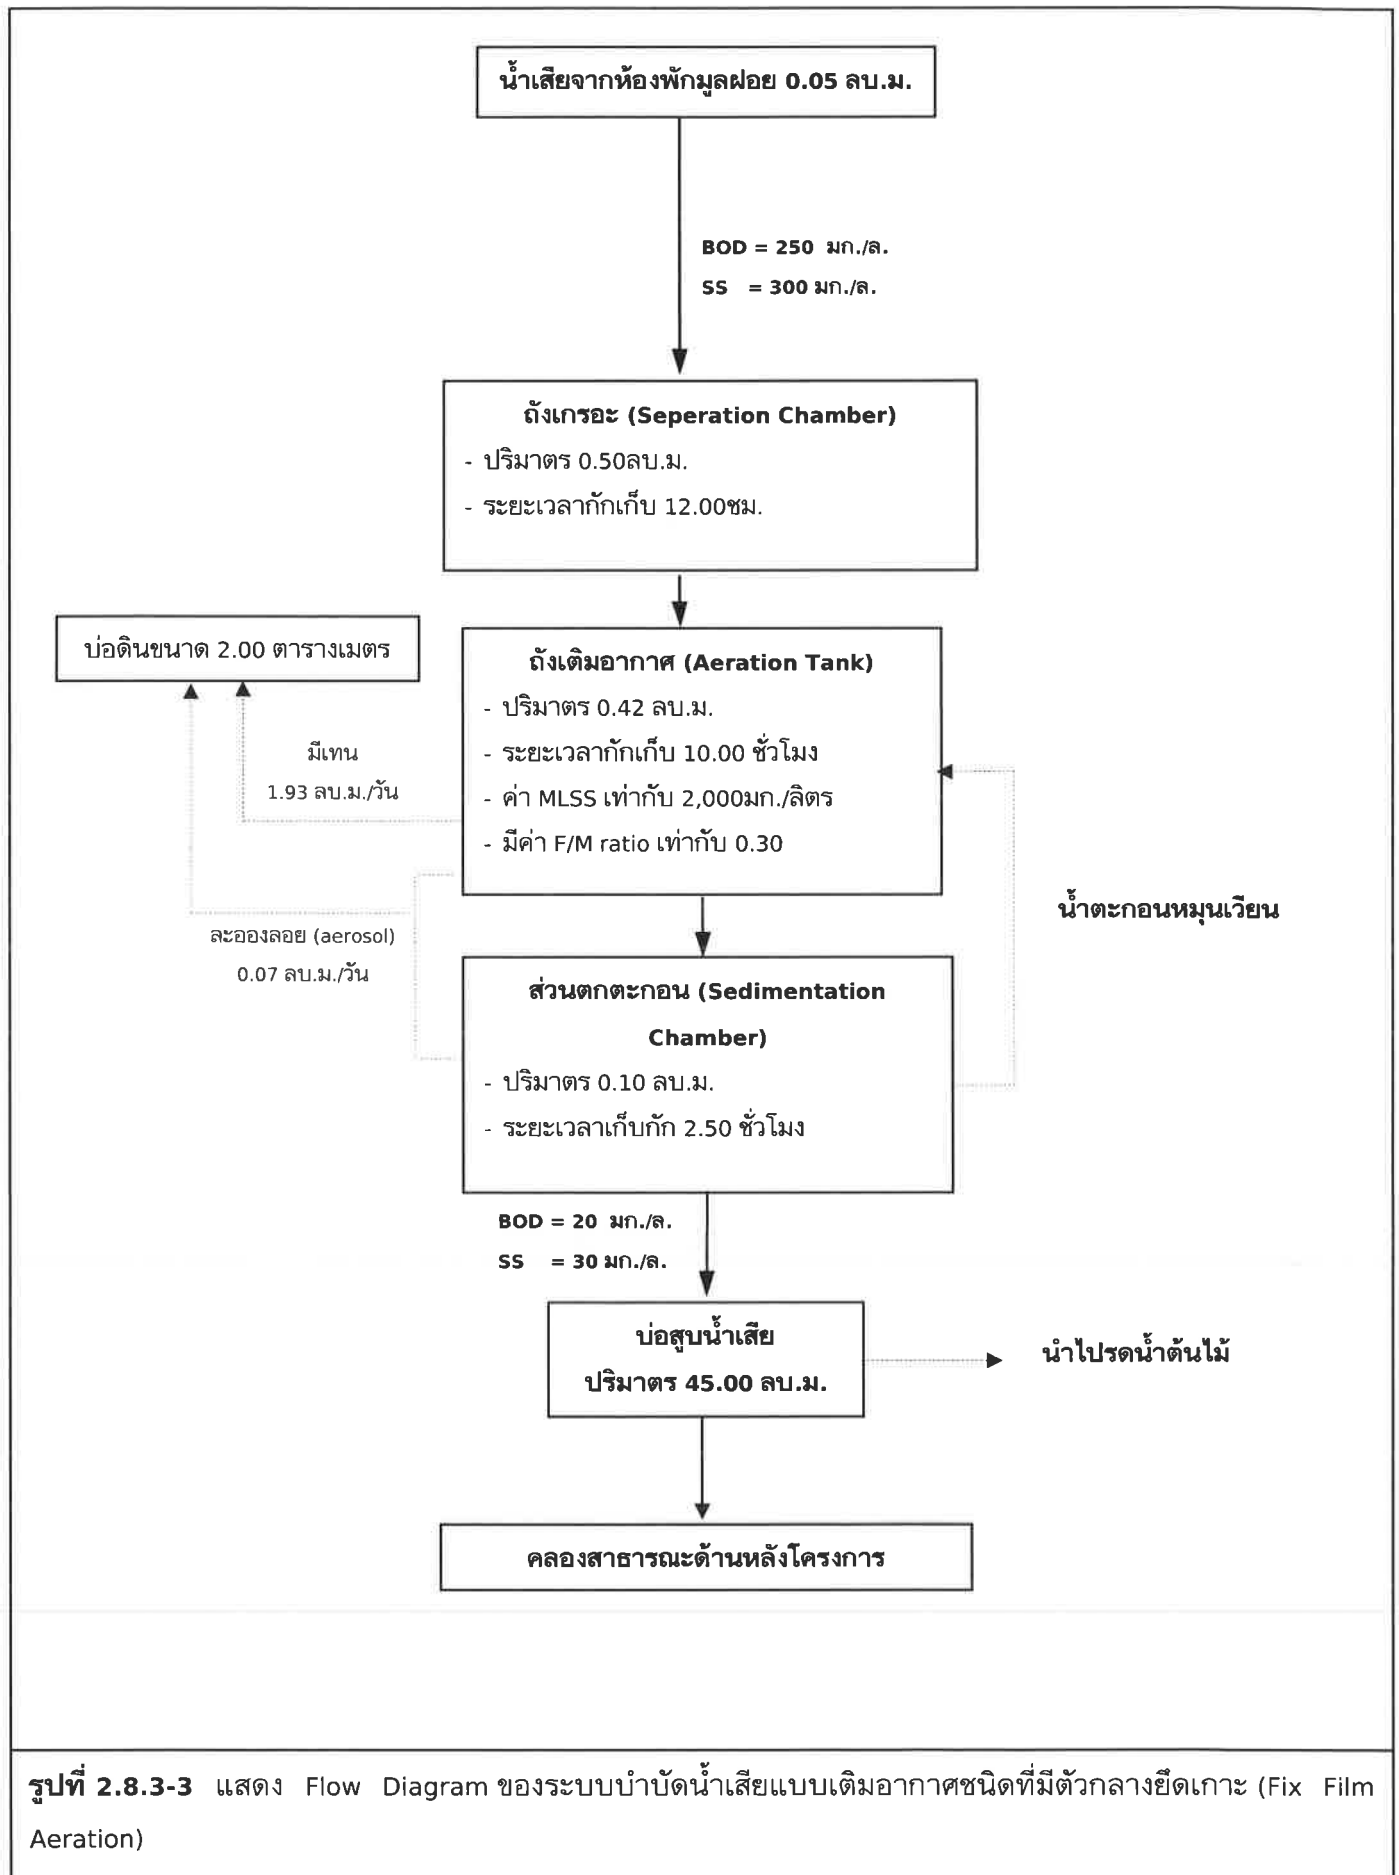 น้ำเสียจากห้องพักมูลฝอย 0.05 ลบ.ม.
BOD = 250 มก./ล.
SS = 300 มก./ล.
ถังเกรอะ (Seperation Chamber)
- ปริมาตร 0.50ลบ.ม.
- ระยะเวลากักเก็บ 12.00ชม.
บ่อดินขนาด 2.00 ตารางเมตร
ถังเติมอากาศ (Aeration Tank)
- ปริมาตร 0.42 ลบ.ม.
- ระยะเวลากักเก็บ 10.00 ชั่วโมง
- ค่า MLSS เท่ากับ 2,000มก./ลิตร
- มีค่า F/M ratio เท่ากับ 0.30
มีเทน
1.93 ลบ.ม./วัน
น้ำตะกอนหมุนเวียน
ละอองลอย (aerosol)
0.07 ลบ.ม./วัน
ส่วนตกตะกอน (Sedimentation
Chamber)
- ปริมาตร 0.10 ลบ.ม.
- ระยะเวลาเก็บกัก 2.50 ชั่วโมง
BOD = 20 มก./ล.
SS = 30 มก./ล.
บ่อสูบน้ำเสีย
ปริมาตร 45.00 ลบ.ม.
นำไปรดน้ำต้นไม้
คลองสาธารณะด้านหลังโครงการ
รูปที่ 2.8.3-3 แสดง Flow Diagram ของระบบบำบัดน้ำเสียแบบเติมอากาศชนิดที่มีตัวกลางยึดเกาะ (Fix Film
Aeration)